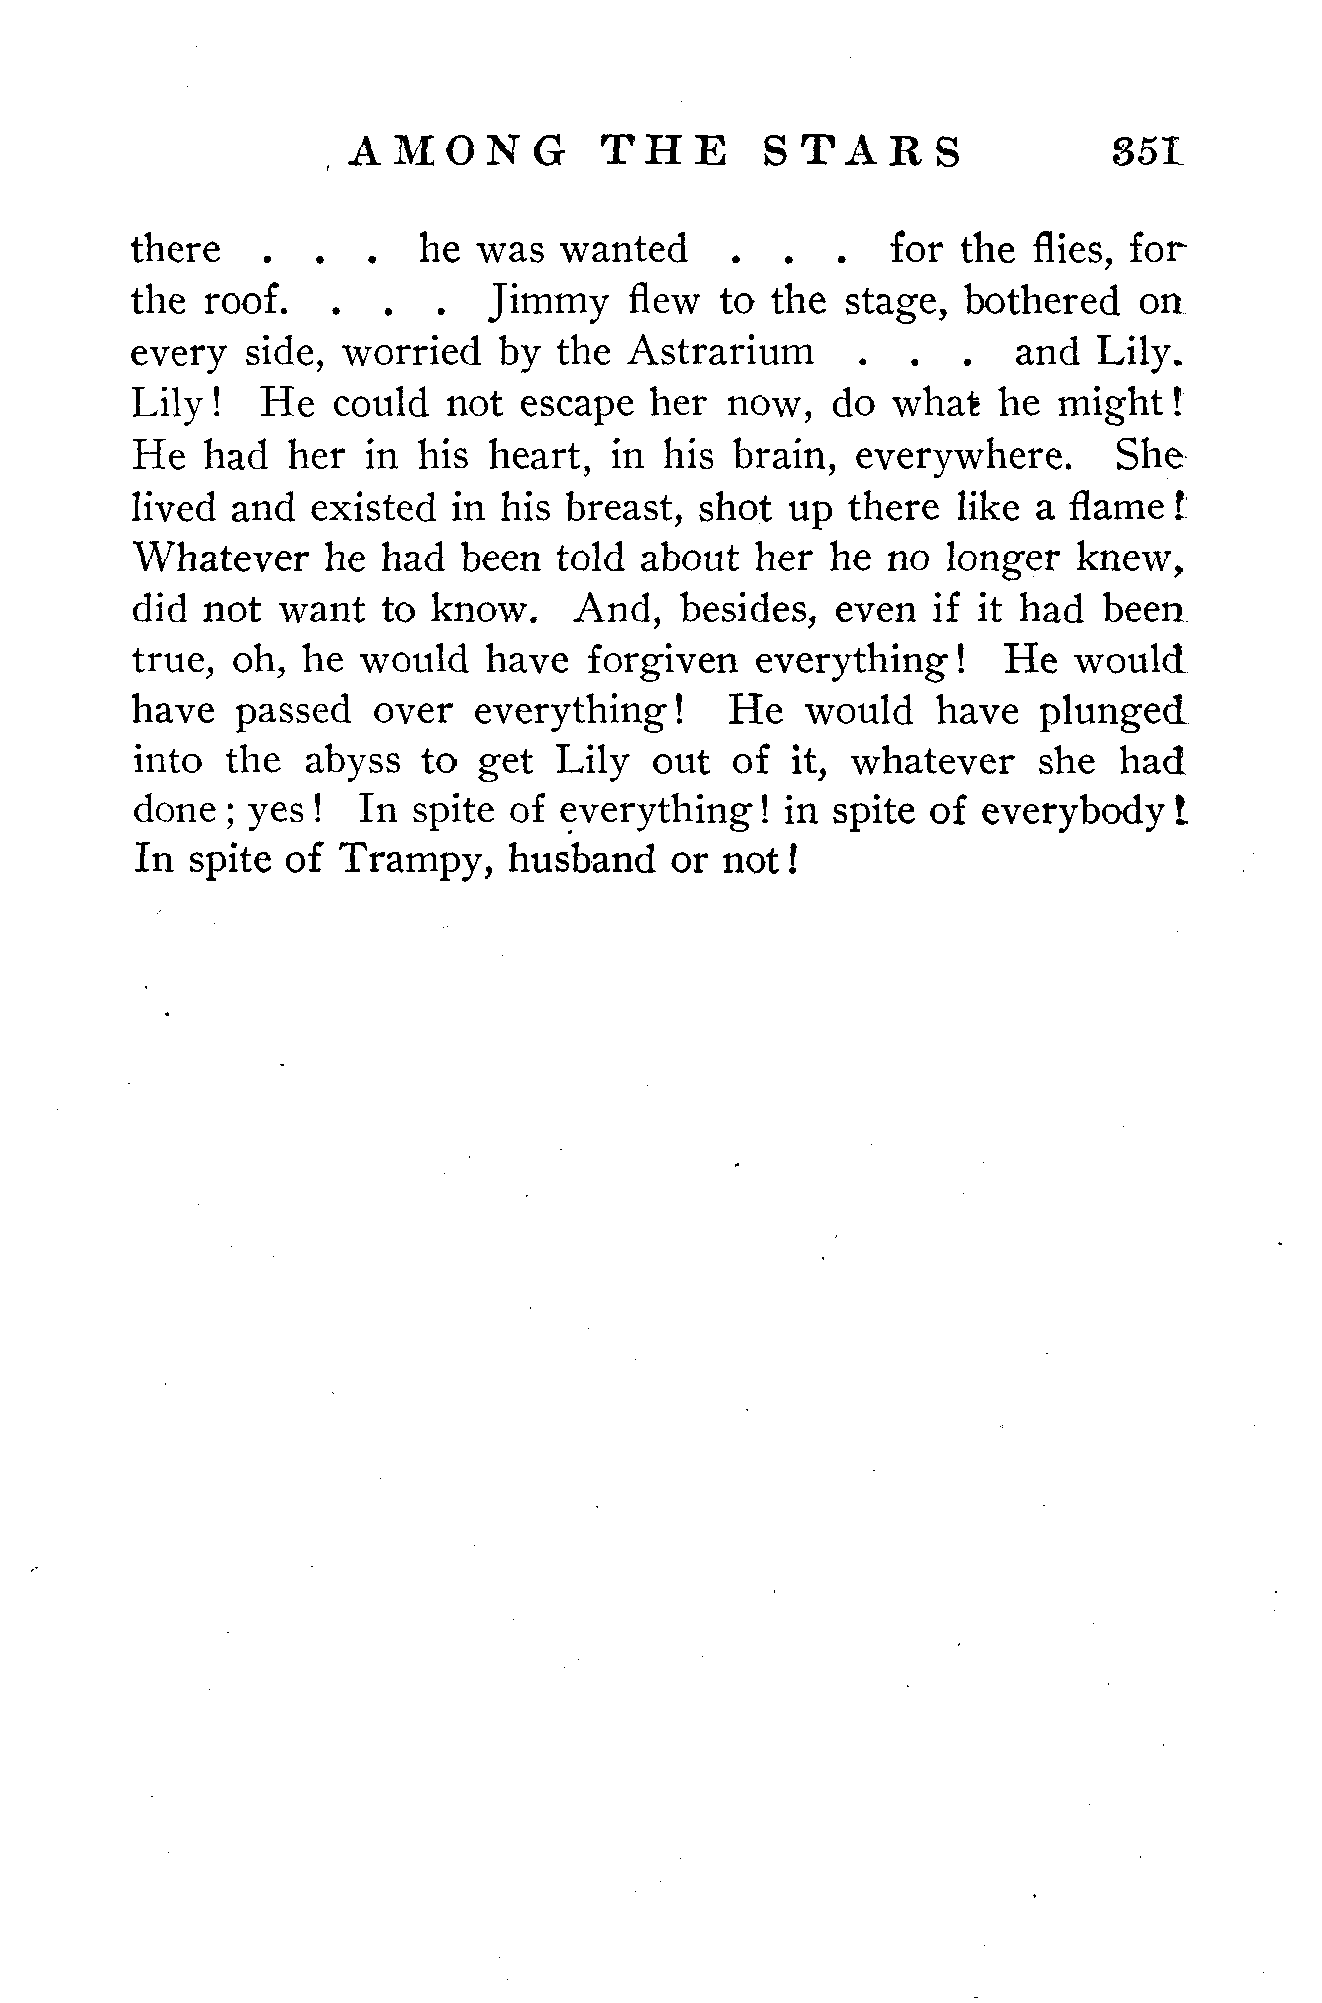 AMONG THE STARS 351
there . . . he was wanted . . . for the flies, for
the roof. . . . Jimmy flew to the stage, bothered on
every side, worried by the Astrarium . . . and Lily.
Lily! He could not escape her now, do what he might!
He had her in his heart, in his brain, everywhere. She
lived and existed in his breast, shot up there like a flame!
Whatever he had been told about her he no longer knew,
did not want to know. And, besides, even if it had been
true, oh, he would have forgiven everything! He would
have passed over everything! He would have plunged
into the abyss to get Lily out of it, whatever she had
done; yes! In spite of everything! in spite of everybody!
In spite of Trampy, husband or not!